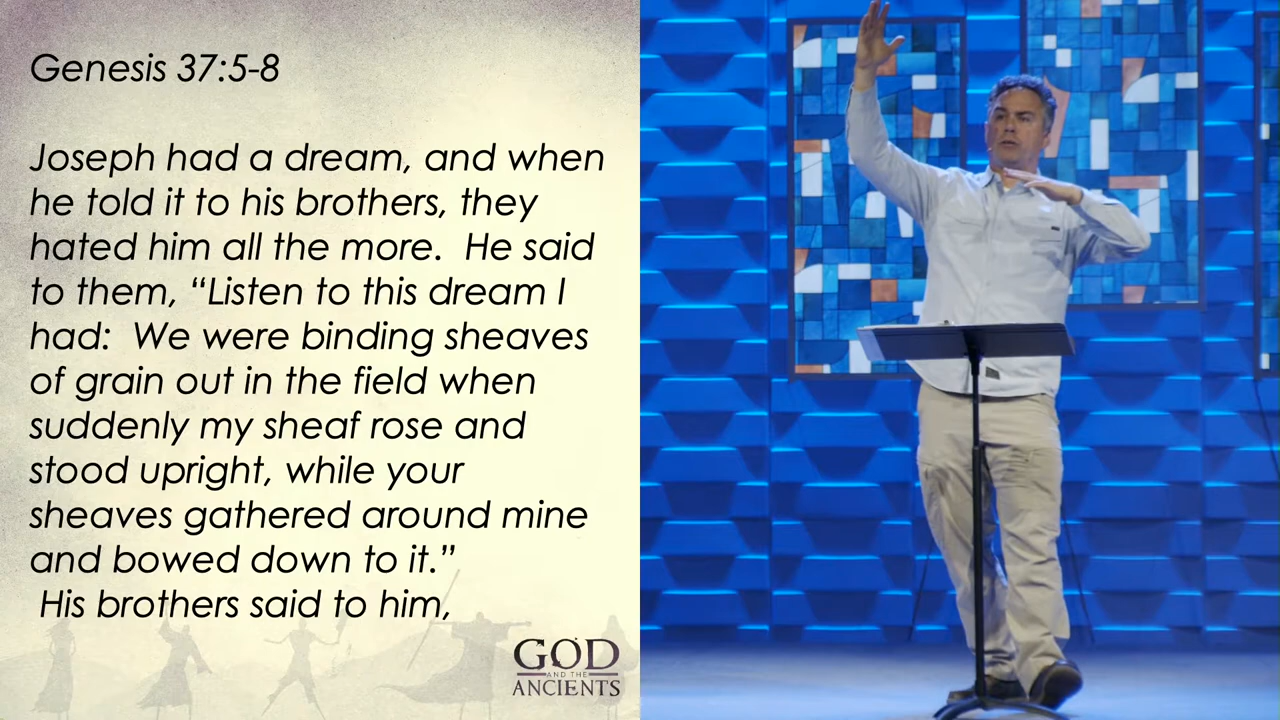 Genesis 37:5-8
Joseph had a dream, and when
he told it to his brothers, they
hated him all the more.  He said
to them, “Listen to this dream I
had:  We were binding sheaves
of grain out in the field when
suddenly my sheaf rose and
stood upright, while your
sheaves gathered around mine
and bowed down to it.”
His brothers said to him,
GOD
AND THE
ANCIENTS